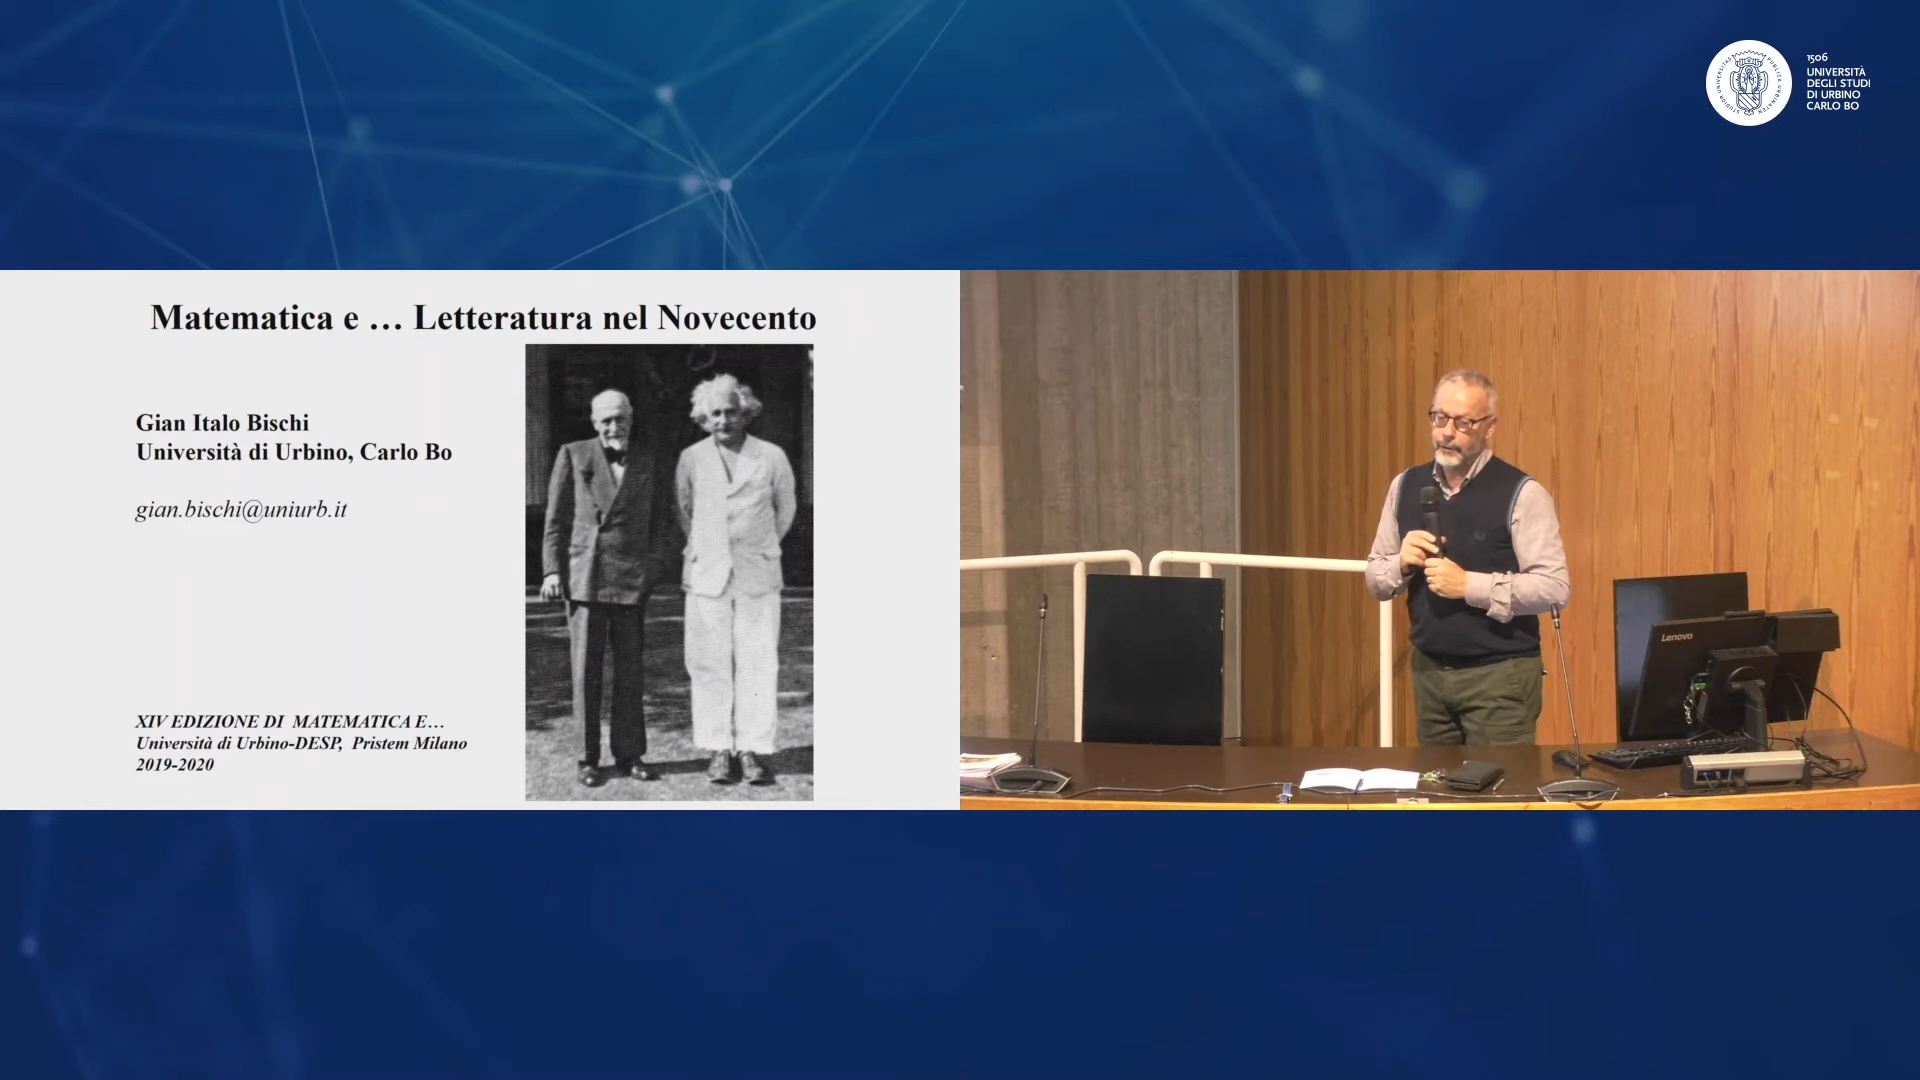 1506
UNIVERSITÀ
DEGLI STUDI
DI URBINO
CARLO BO
Matematica e … Letteratura nel Novecento
Gian Italo Bischi
Università di Urbino, Carlo Bo
gian.bischi@uniurb.it
XIV EDIZIONE DI MATEMATICA E…
Università di Urbino-DESP, Pristem Milano
2019-2020
Lenovo